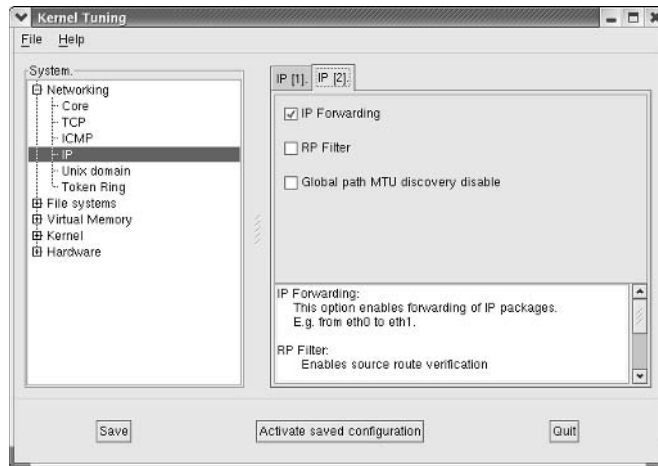 Kernel Tuning
File Help
System.
Networking
Core
TCP
ICMP
IP
Unix domain
Token Ring
File systems
Virtual Memory
Kernel
Hardware
IP [1]. IP [2].
IP Forwarding
RP Filter
Global path MTU discovery disable
IP Forwarding:
This option enables forwarding of IP packages.
E.g. from eth0 to eth1.
RP Filter:
Enables source route verification
Save Activate saved configuration Quit